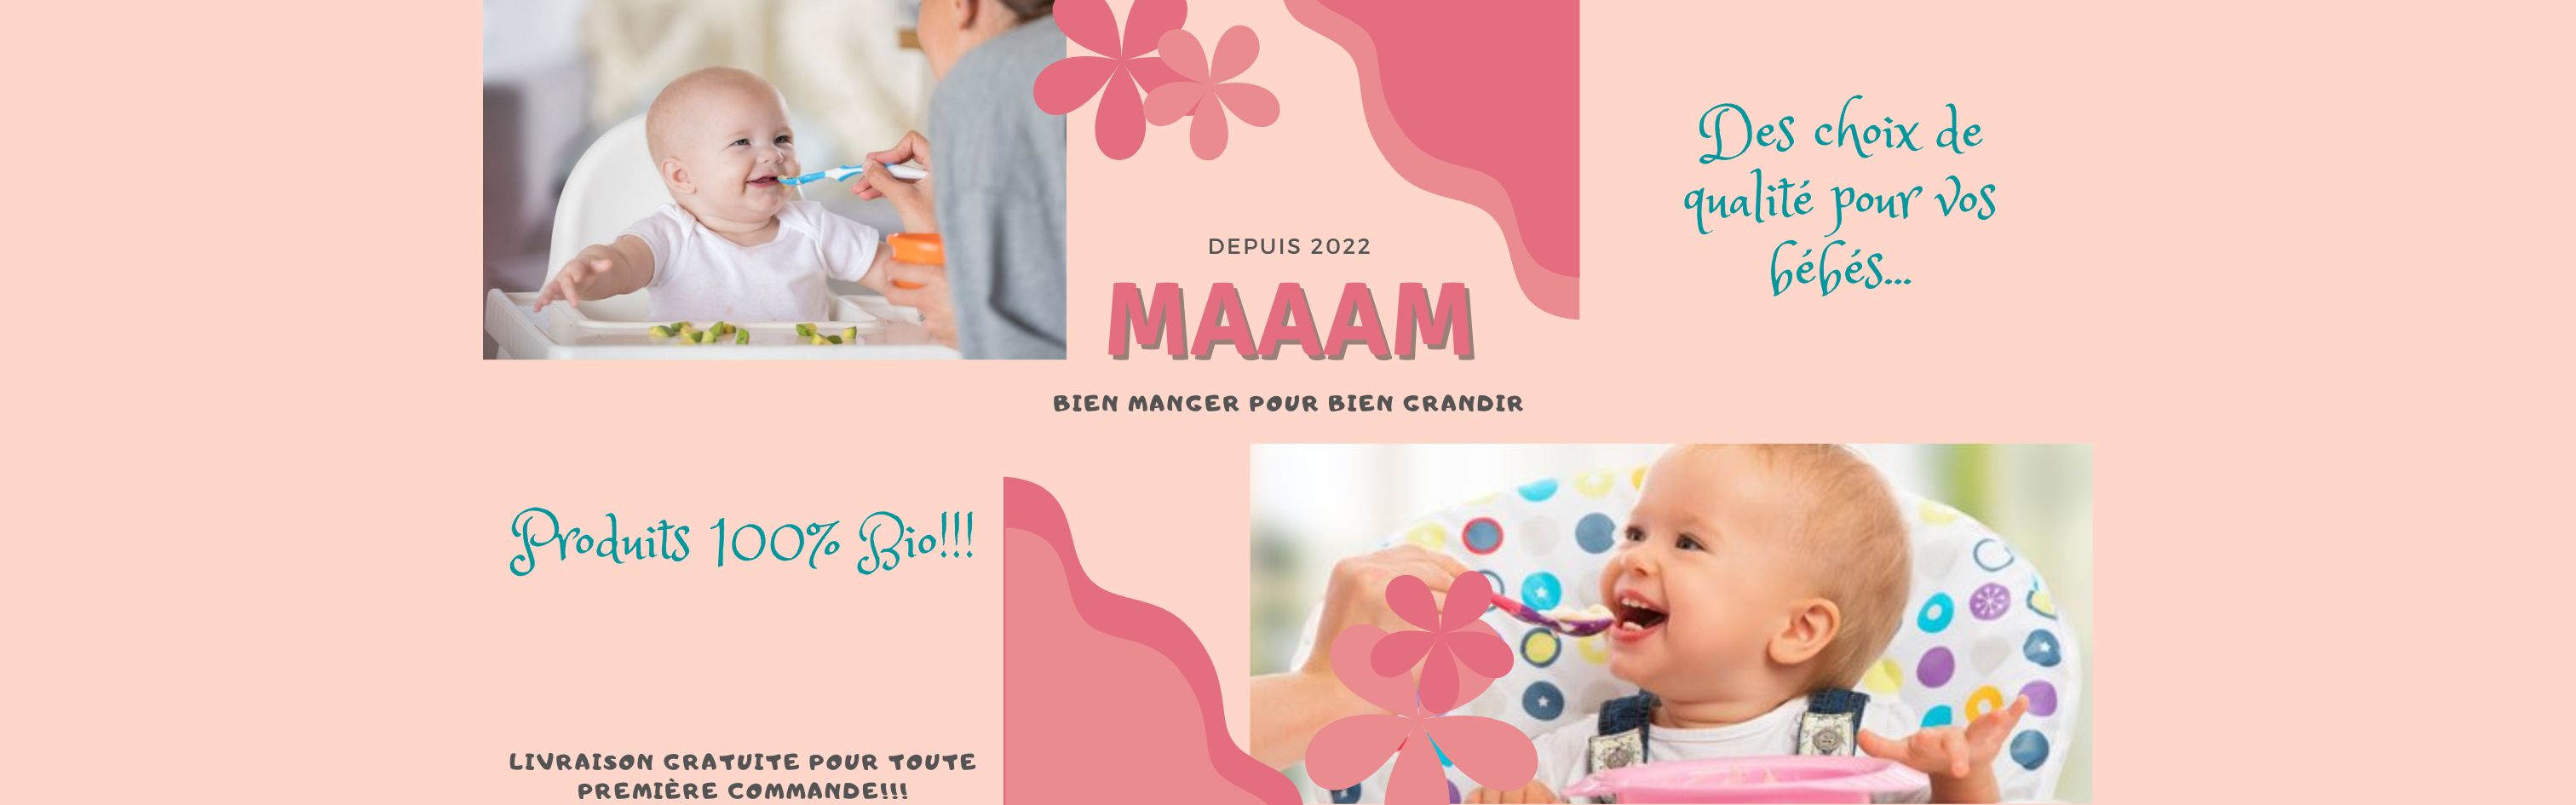 Des choix de
qualité pour vos
bébés...
DEPUIS 2022
MAAAM
BIEN MANGER POUR BIEN GRANDIR
Produits 100% Bio!!!
LIVRAISON GRATUITE POUR TOUTE
PREMIÈRE COMMANDE!!!